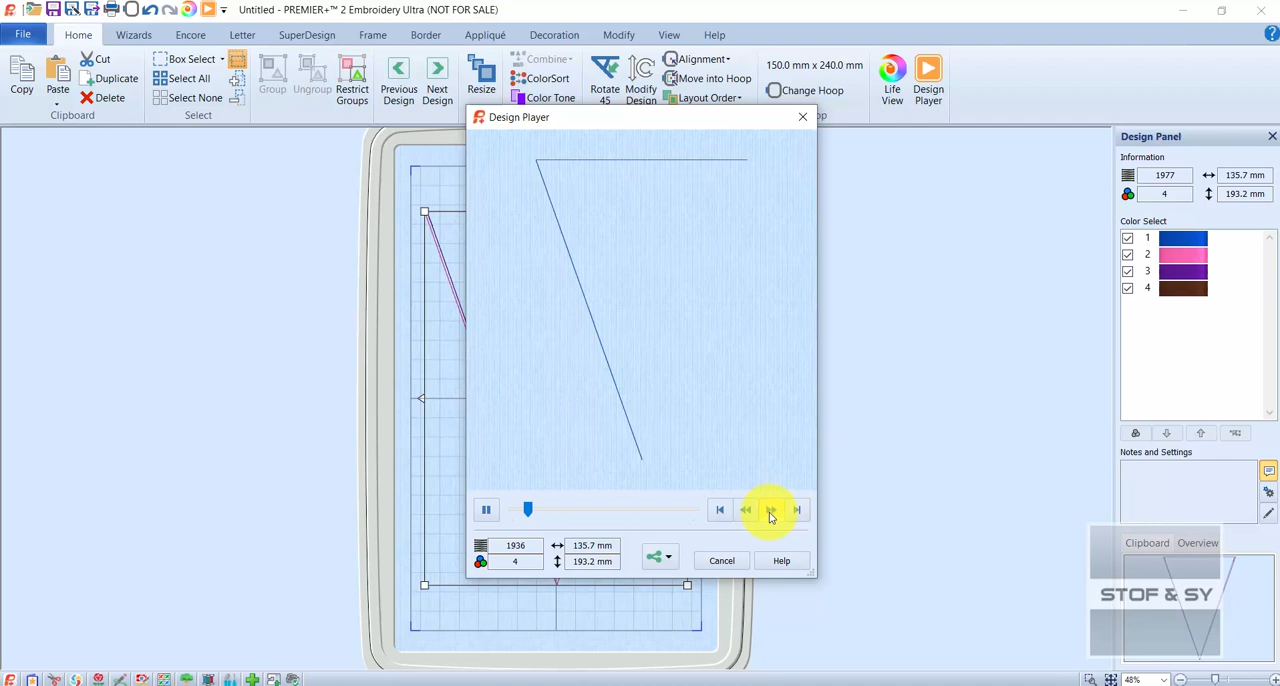 Untitled - PREMIER+™ 2 Embroidery Ultra (NOT FOR SALE)
File Home Wizards Encore Letter SuperDesign Frame Border Appliqué Decoration Modify View Help
Copy
Paste
Cut
Duplicate
Delete
Clipboard
Box Select
Select All
Select None
Select
Group
Ungroup
Restrict
Groups
Previous
Design
Next
Design
Resize
Combine
ColorSort
Color Tone
Rotate
45
Modify
Design
Alignment
Move into Hoop
Layout Order
150.0 mm x 240.0 mm
Change Hoop
Life
View
Design
Player
Design Player
1936
4
135.7 mm
193.2 mm
Cancel
Help
Design Panel
Information
1977
135.7 mm
4
193.2 mm
Color Select
1
2
3
4
Notes and Settings
Clipboard Overview
STOF & SY
48%